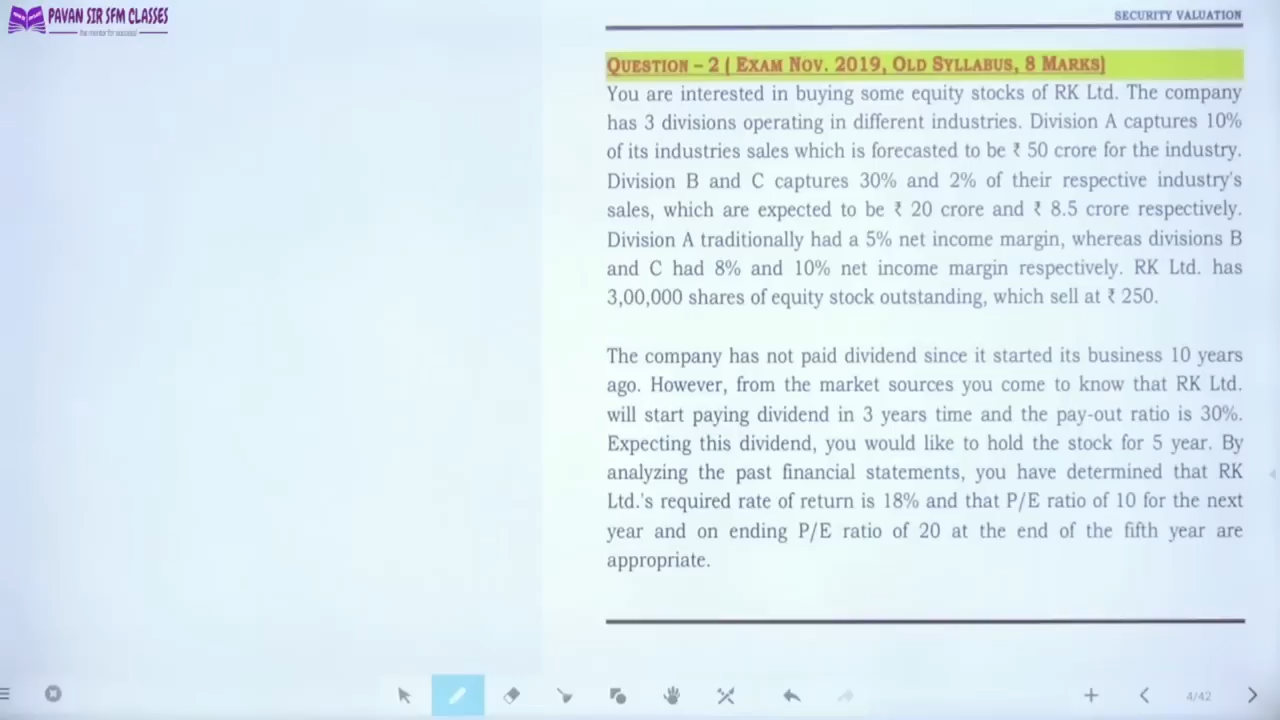 PAVAN SIR SFM CLASSES
the mentor for success
SECURITY VALUATION
QUESTION – 2 ( EXAM NOV. 2019, OLD SYLLABUS, 8 MARKS]
You are interested in buying some equity stocks of RK Ltd. The company
has 3 divisions operating in different industries. Division A captures 10%
of its industries sales which is forecasted to be ₹ 50 crore for the industry.
Division B and C captures 30% and 2% of their respective industry's
sales, which are expected to be ₹ 20 crore and ₹ 8.5 crore respectively.
Division A traditionally had a 5% net income margin, whereas divisions B
and C had 8% and 10% net income margin respectively. RK Ltd. has
3,00,000 shares of equity stock outstanding, which sell at ₹ 250.
The company has not paid dividend since it started its business 10 years
ago. However, from the market sources you come to know that RK Ltd.
will start paying dividend in 3 years time and the pay-out ratio is 30%.
Expecting this dividend, you would like to hold the stock for 5 year. By
analyzing the past financial statements, you have determined that RK
Ltd.'s required rate of return is 18% and that P/E ratio of 10 for the next
year and on ending P/E ratio of 20 at the end of the fifth year are
appropriate.
4/42